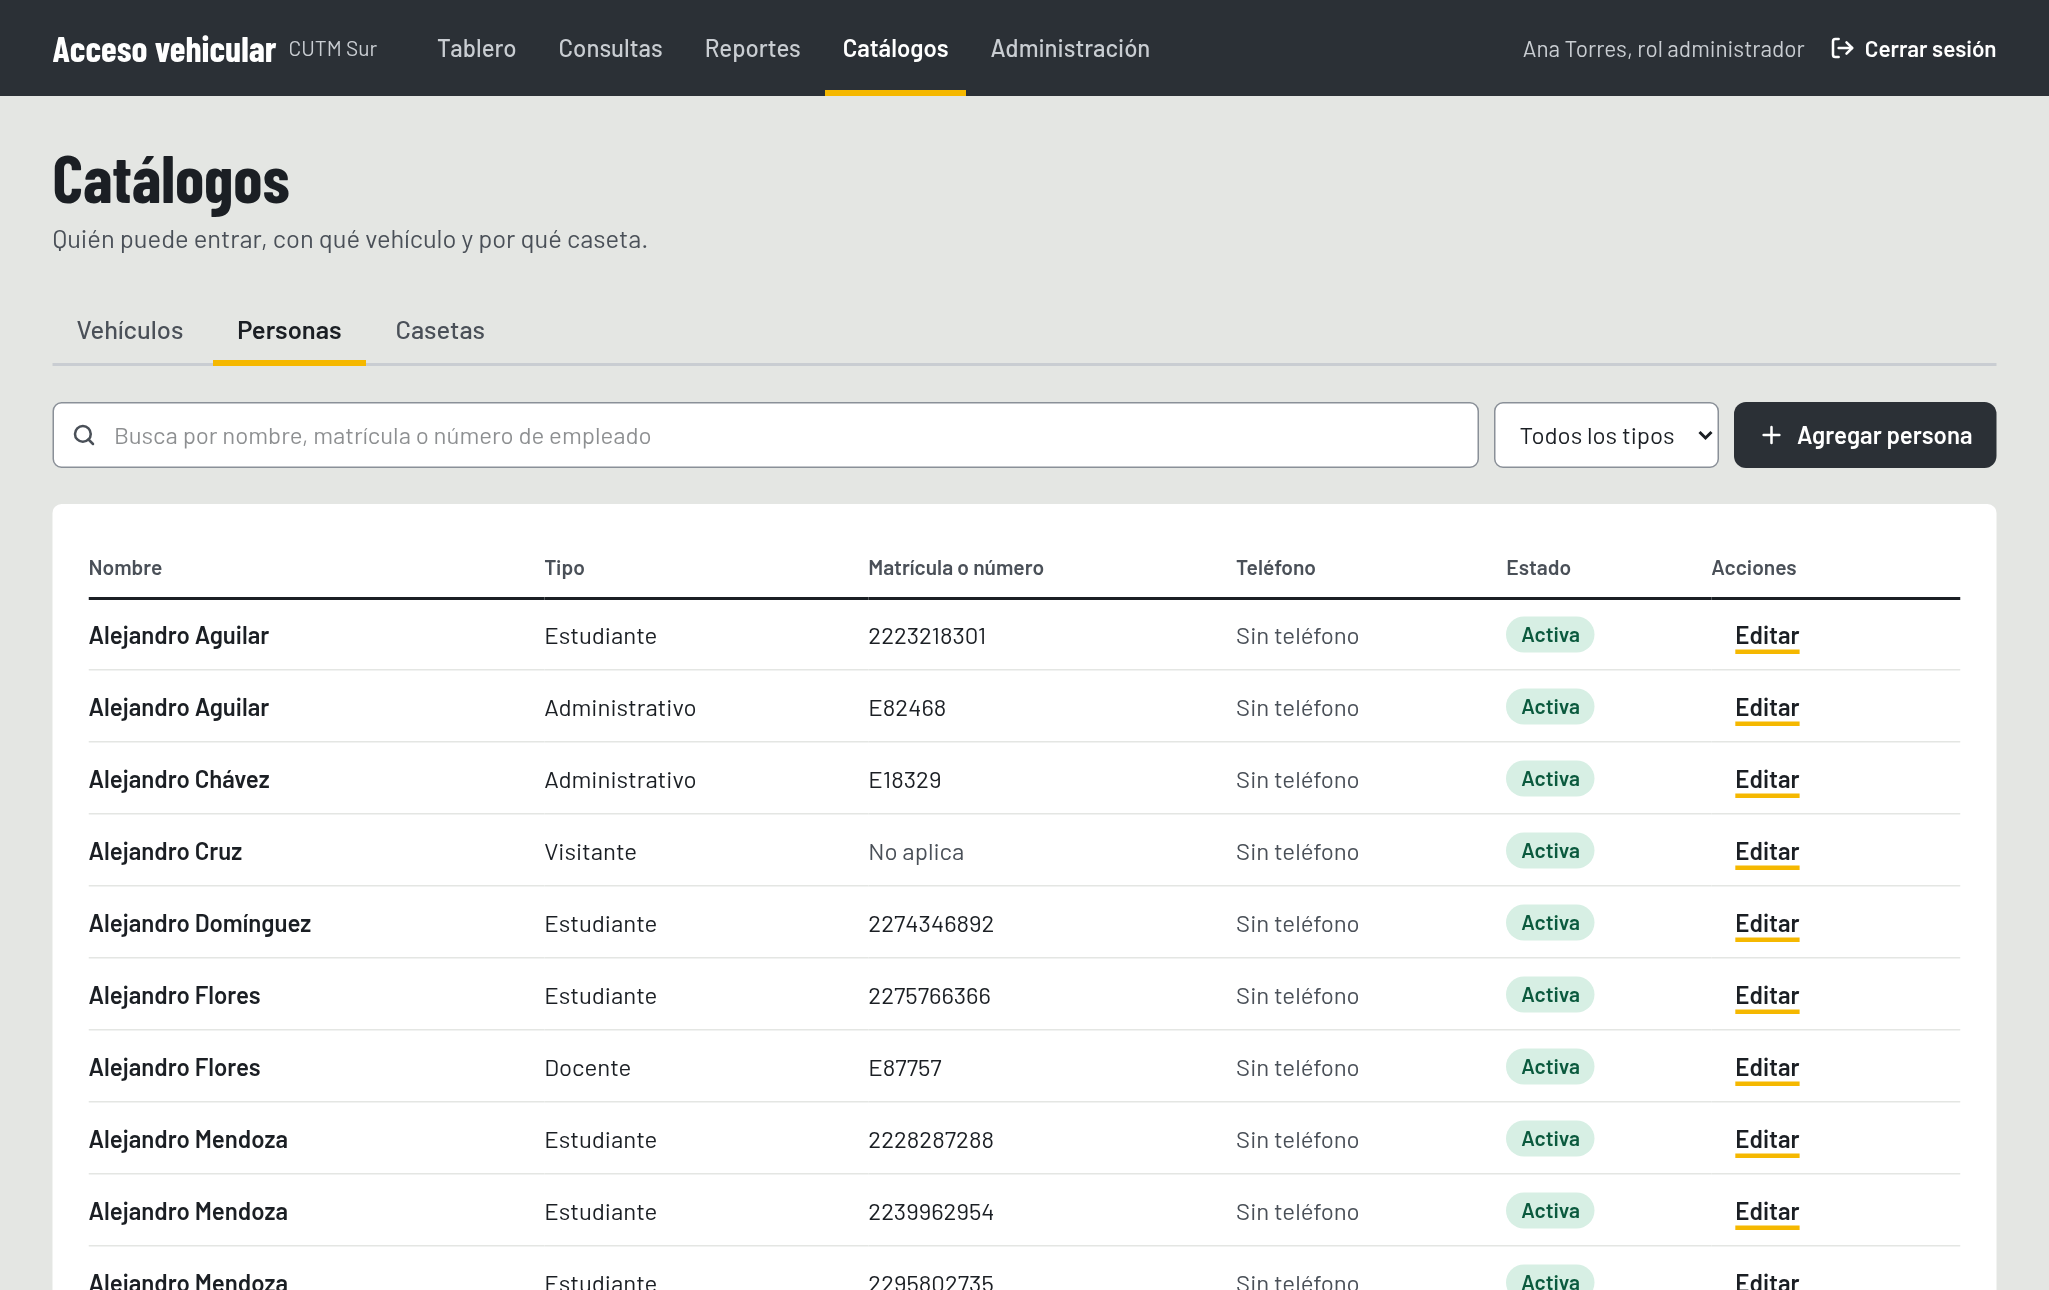 Acceso vehicular CUTM Sur Tablero Consultas Reportes Catálogos Administración Ana Torres, rol administrador Cerrar sesión
Catálogos
Quién puede entrar, con qué vehículo y por qué caseta.
Vehículos Personas Casetas
Busca por nombre, matrícula o número de empleado Todos los tipos Agregar persona
Nombre Tipo Matrícula o número Teléfono Estado Acciones
Alejandro Aguilar Estudiante 2223218301 Sin teléfono Activa Editar
Alejandro Aguilar Administrativo E82468 Sin teléfono Activa Editar
Alejandro Chávez Administrativo E18329 Sin teléfono Activa Editar
Alejandro Cruz Visitante No aplica Sin teléfono Activa Editar
Alejandro Domínguez Estudiante 2274346892 Sin teléfono Activa Editar
Alejandro Flores Estudiante 2275766366 Sin teléfono Activa Editar
Alejandro Flores Docente E87757 Sin teléfono Activa Editar
Alejandro Mendoza Estudiante 2228287288 Sin teléfono Activa Editar
Alejandro Mendoza Estudiante 2239962954 Sin teléfono Activa Editar
Alejandro Mendoza Estudiante 2295802735 Sin teléfono Activa Editar